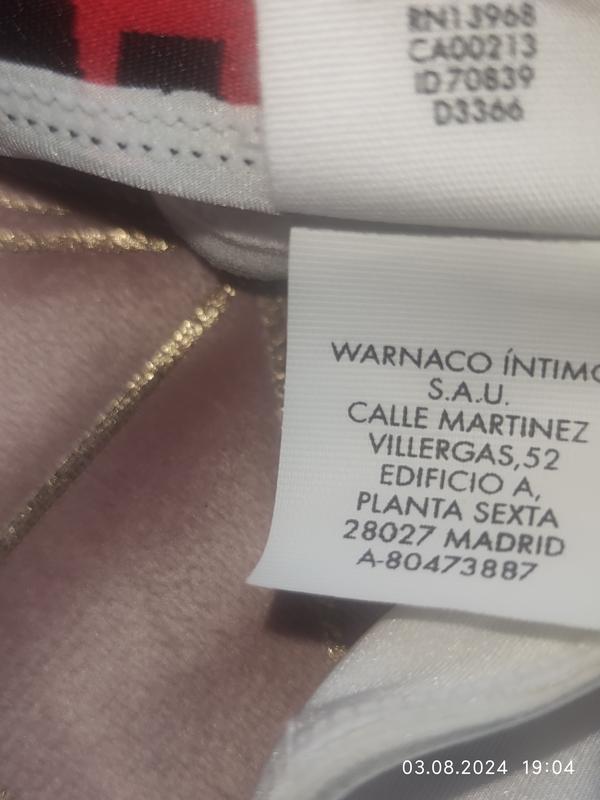 RN13968
CA00213
ID70839
D3366
WARNACO ÍNTIMO
S.A.U.
CALLE MARTINEZ
VILLERGAS,52
EDIFICIO A,
PLANTA SEXTA
28027 MADRID
A-80473887
03.08.2024 19:04